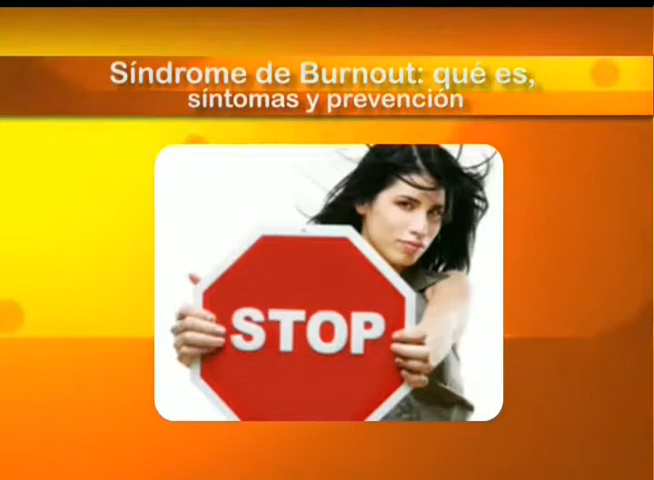 Síndrome de Burnout: qué es,
síntomas y prevención
STOP